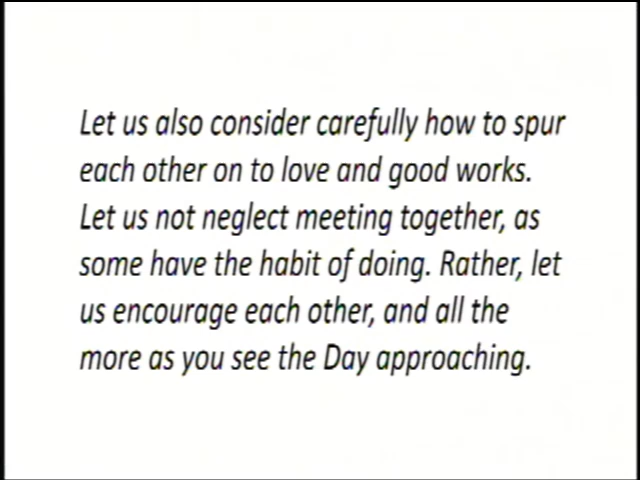 Let us also consider carefully how to spur
each other on to love and good works.
Let us not neglect meeting together, as
some have the habit of doing. Rather, let
us encourage each other, and all the
more as you see the Day approaching.